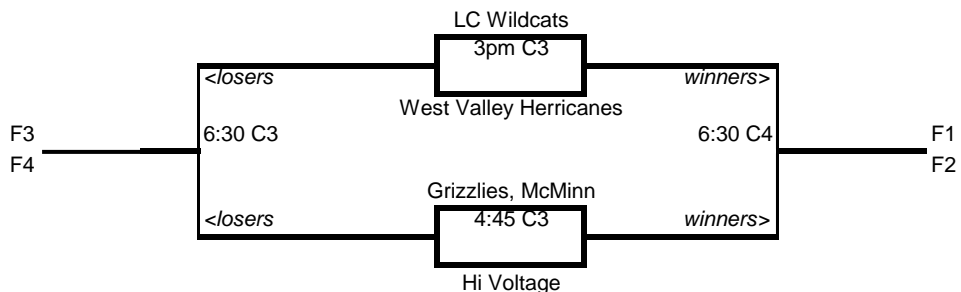 LC Wildcats
3pm C3
<losers
winners>
West Valley Herricanes
F3
6:30 C3
6:30 C4
F1
F4
F2
Grizzlies, McMinn
<losers
4:45 C3
winners>
Hi Voltage